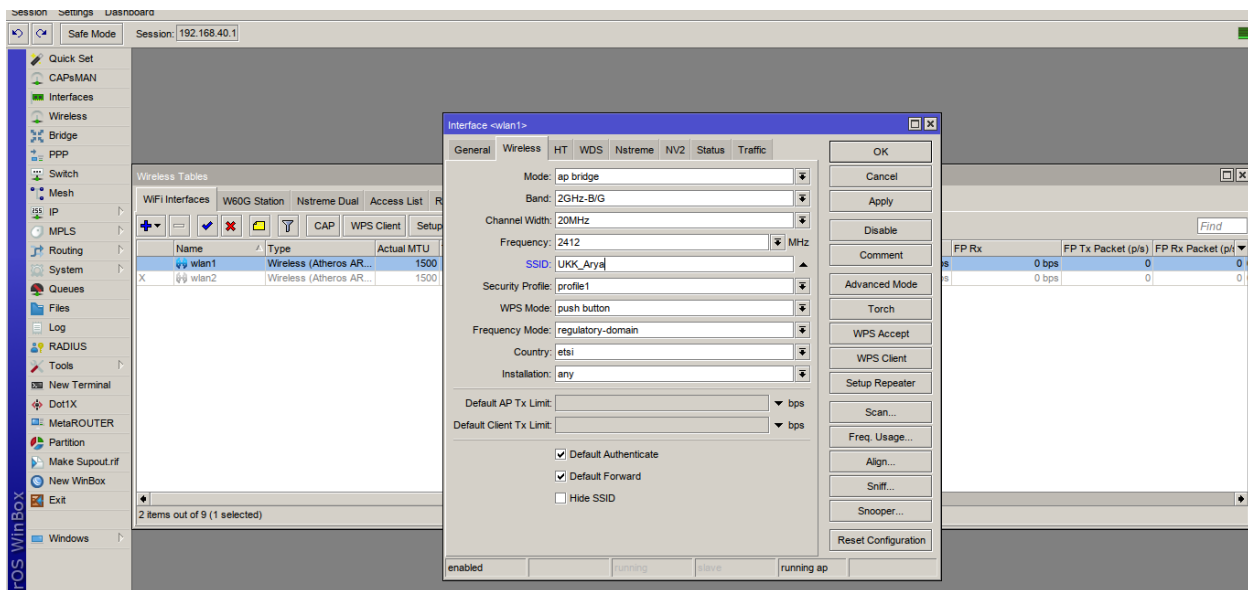 Session Settings Dashboard
Safe Mode Session: 192.168.40.1
Quick Set
CAPsMAN
Interfaces
Wireless
Bridge
PPP
Switch
Mesh
IP
MPLS
Routing
System
Queues
Files
Log
RADIUS
Tools
New Terminal
Dot1X
MetaROUTER
Partition
Make Supout.rif
New WinBox
Exit
Windows
rOS WinBox
Wireless Tables
WiFi Interfaces W60G Station Nstreme Dual Access List R
CAP WPS Client Setup
Find
Name Type Actual MTU FP Rx FP Tx Packet (p/s) FP Rx Packet (p/s
wlan1 Wireless (Atheros AR... 1500 0 bps 0 0
X wlan2 Wireless (Atheros AR... 1500 0 bps 0 0
2 items out of 9 (1 selected)
Interface <wlan1>
General Wireless HT WDS Nstreme NV2 Status Traffic
Mode: ap bridge
Band: 2GHz-B/G
Channel Width: 20MHz
Frequency: 2412 MHz
SSID: UKK_Arya
Security Profile: profile1
WPS Mode: push button
Frequency Mode: regulatory-domain
Country: etsi
Installation: any
Default AP Tx Limit: bps
Default Client Tx Limit: bps
Default Authenticate
Default Forward
Hide SSID
OK
Cancel
Apply
Disable
Comment
Advanced Mode
Torch
WPS Accept
WPS Client
Setup Repeater
Scan...
Freq. Usage...
Align...
Sniff...
Snooper...
Reset Configuration
enabled running slave running ap